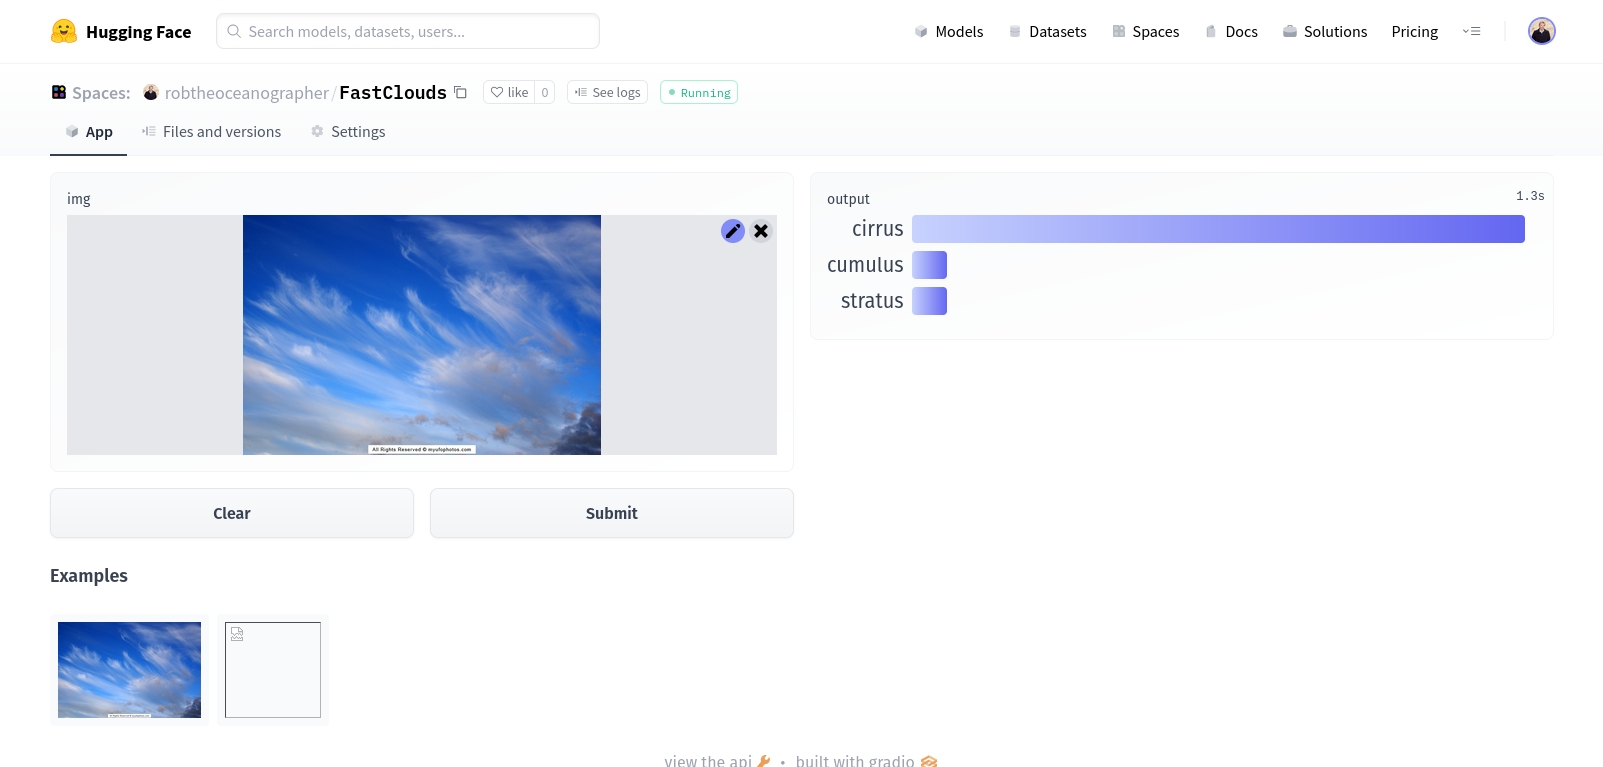 Hugging Face
Search models, datasets, users...
Models
Datasets
Spaces
Docs
Solutions
Pricing
Spaces:
robtheoceanographer/FastClouds
like
0
See logs
Running
App
Files and versions
Settings
img
All Rights Reserved © myufophotos.com
Clear
Submit
output
1.3s
cirrus
cumulus
stratus
Examples
view the api • built with gradio